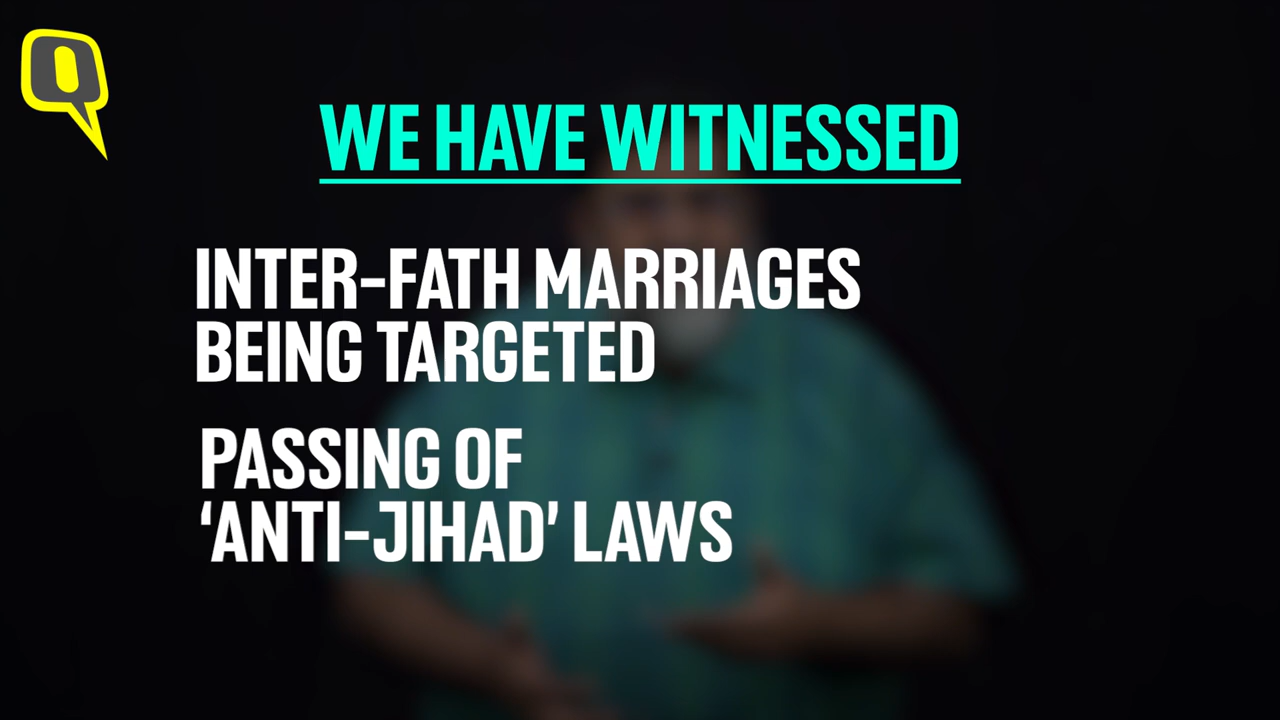 WE HAVE WITNESSED
INTER-FATH MARRIAGES
BEING TARGETED
PASSING OF
‘ANTI-JIHAD’ LAWS